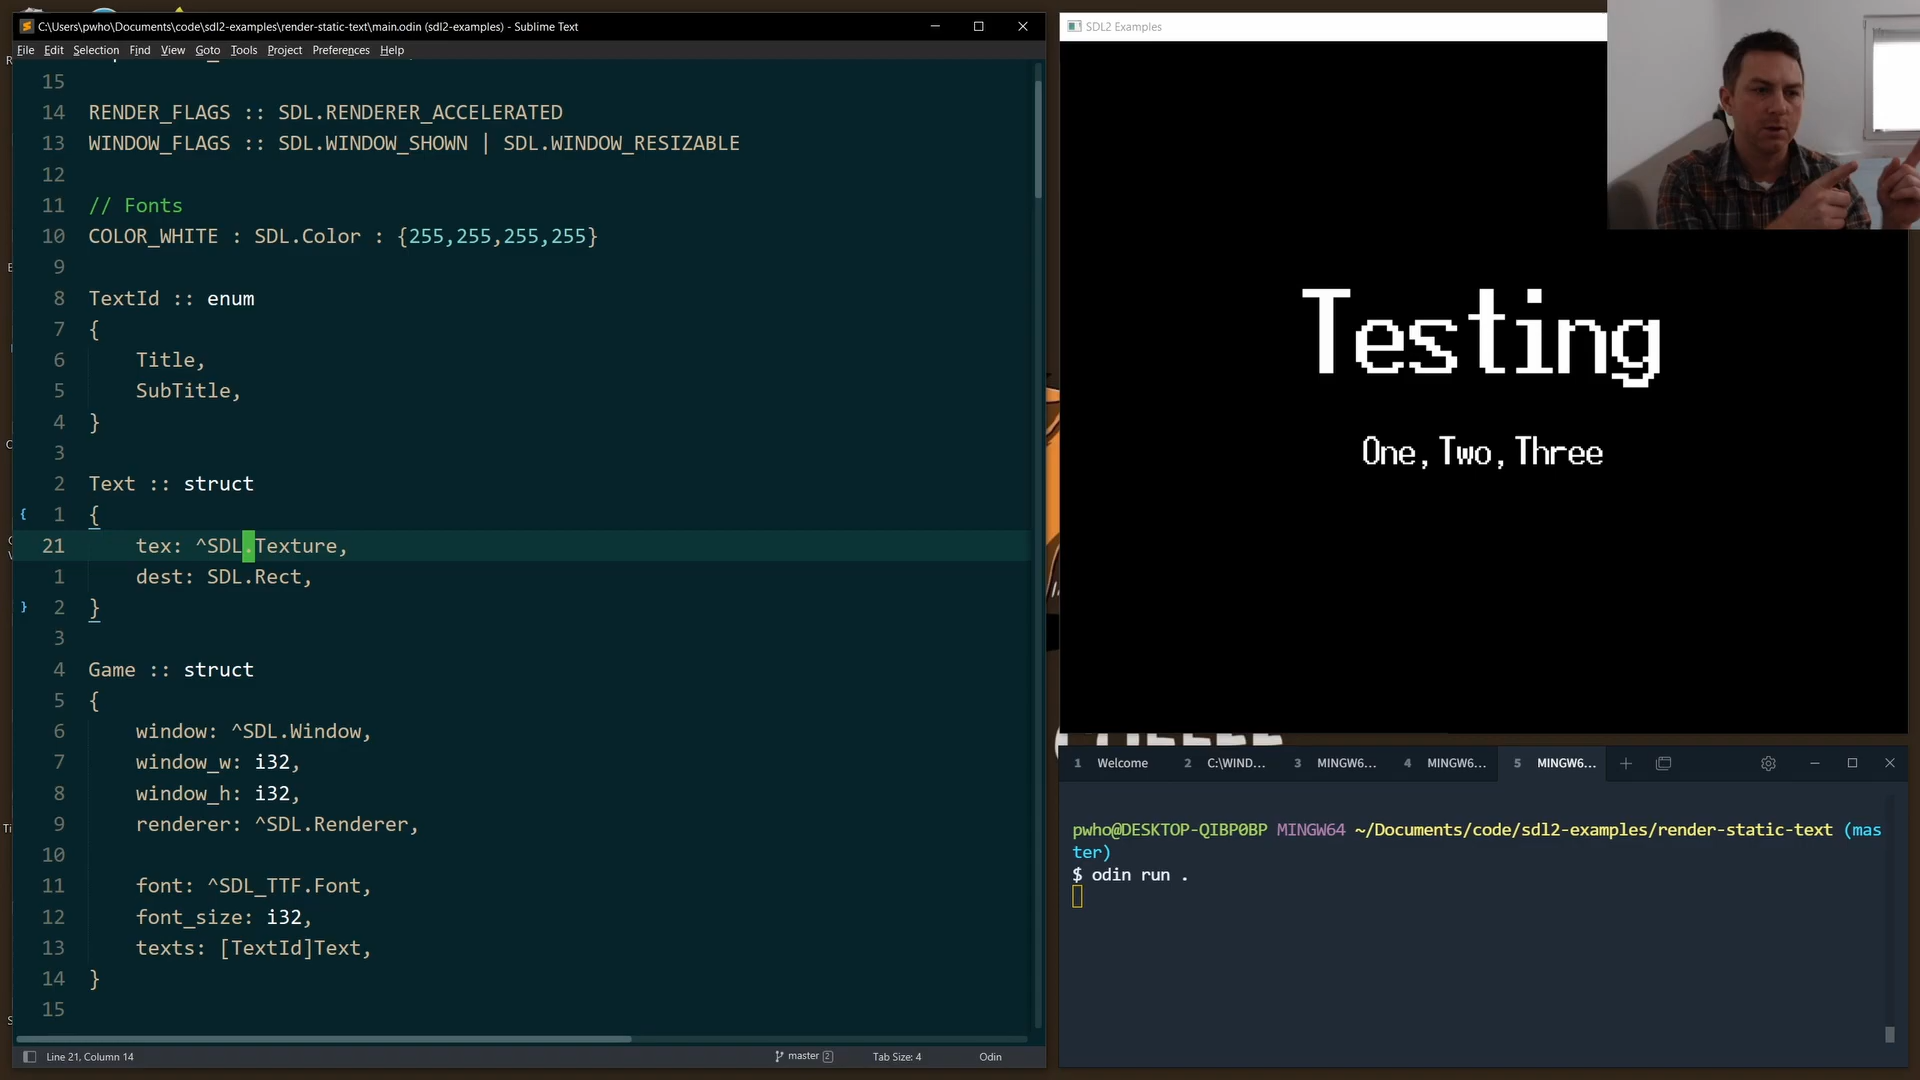 C:\Users\pwho\Documents\code\sdl2-examples\render-static-text\main.odin (sdl2-examples) - Sublime Text
File Edit Selection Find View Goto Tools Project Preferences Help
15
14 RENDER_FLAGS :: SDL.RENDERER_ACCELERATED
13 WINDOW_FLAGS :: SDL.WINDOW_SHOWN | SDL.WINDOW_RESIZABLE
12
11 // Fonts
10 COLOR_WHITE : SDL.Color : {255,255,255,255}
9
8 TextId :: enum
7 {
6 Title,
5 SubTitle,
4 }
3
2 Text :: struct
{ 1 {
21 tex: ^SDL.Texture,
1 dest: SDL.Rect,
} 2 }
3
4 Game :: struct
5 {
6 window: ^SDL.Window,
7 window_w: i32,
8 window_h: i32,
9 renderer: ^SDL.Renderer,
10
11 font: ^SDL_TTF.Font,
12 font_size: i32,
13 texts: [TextId]Text,
14 }
15
Line 21, Column 14 master 2 Tab Size: 4 Odin
SDL2 Examples
Testing
One,Two,Three
1 Welcome 2 C:\WIND... 3 MINGW6... 4 MINGW6... 5 MINGW6...
pwho@DESKTOP-QIBP0BP MINGW64 ~/Documents/code/sdl2-examples/render-static-text (mas
ter)
$ odin run .